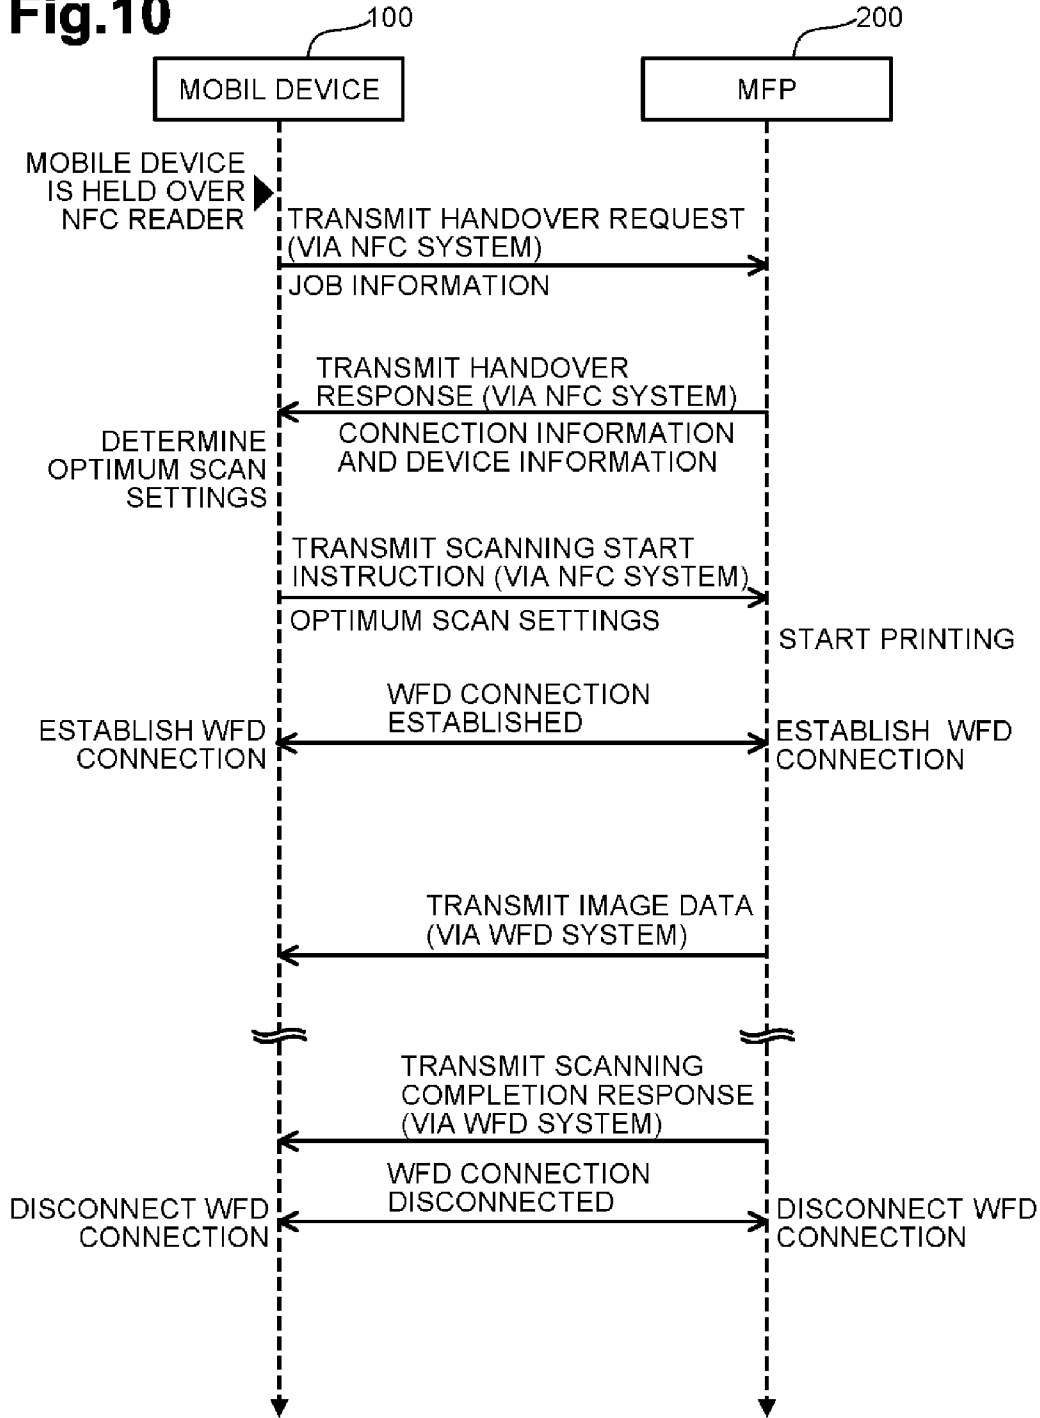 Fig.10
100
200
MOBIL DEVICE
MFP
MOBILE DEVICE
IS HELD OVER
NFC READER
TRANSMIT HANDOVER REQUEST
(VIA NFC SYSTEM)
JOB INFORMATION
TRANSMIT HANDOVER
RESPONSE (VIA NFC SYSTEM)
CONNECTION INFORMATION
AND DEVICE INFORMATION
DETERMINE
OPTIMUM SCAN
SETTINGS
TRANSMIT SCANNING START
INSTRUCTION (VIA NFC SYSTEM)
OPTIMUM SCAN SETTINGS
START PRINTING
WFD CONNECTION
ESTABLISHED
ESTABLISH WFD
CONNECTION
ESTABLISH WFD
CONNECTION
TRANSMIT IMAGE DATA
(VIA WFD SYSTEM)
TRANSMIT SCANNING
COMPLETION RESPONSE
(VIA WFD SYSTEM)
WFD CONNECTION
DISCONNECTED
DISCONNECT WFD
CONNECTION
DISCONNECT WFD
CONNECTION